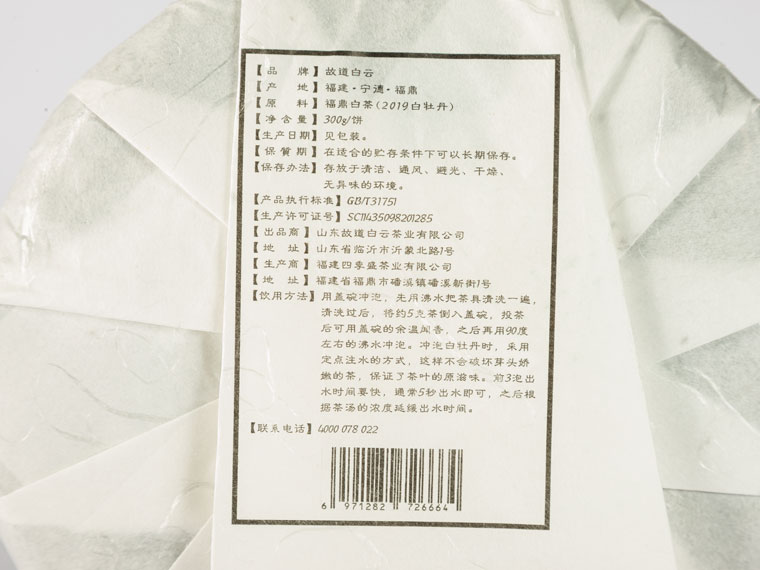 【品 牌】故道白云
【产 地】福建·宁德·福鼎
【原 料】福鼎白茶(2019白牡丹)
【净含量】300g/饼
【生产日期】见包装。
【保質期】在适合的贮存条件下可以长期保存。
【保存办法】存放于清洁、通风、避光、干燥、
无异味的环境。
【产品执行标准】GB/T31751
【生产许可证号】SC11435098201285
【出品商】山东故道白云茶业有限公司
【地 址】山东省临沂市沂蒙北路1号
【生产商】福建四季盛茶业有限公司
【地 址】福建省福鼎市磻溪镇磻溪新街1号
【饮用方法】用盖碗冲泡，先用沸水把茶具清洗一遍，
清洗过后，将约5克茶倒入盖碗，投茶
后可用盖碗的余温闻香，之后再用90度
左右的沸水冲泡。冲泡白牡丹时，采用
定点注水的方式，这样不会破坏芽头娇
嫩的茶，保证了茶叶的原滋味。前3泡出
水时间要快，通常5秒出水即可，之后根
据茶汤的浓度延缓出水时间。
【联系电话】4000 078 022
6 971282 726664